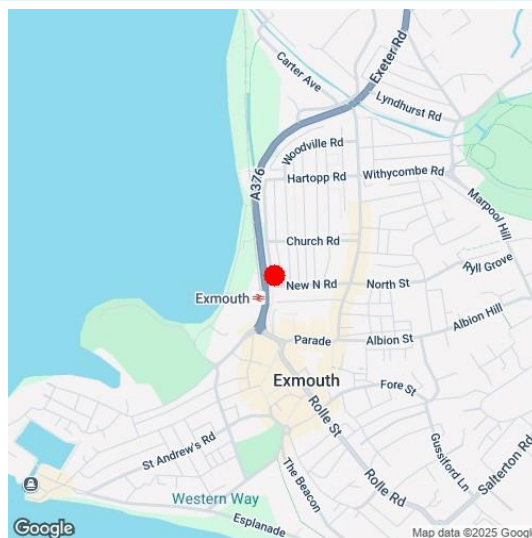 Carter Ave
Exeter Rd
Lyndhurst Rd
Woodville Rd
A376
Hartopp Rd
Withycombe Rd
Marpool Hill
Church Rd
Ryll Grove
New N Rd
North St
Exmouth
Albion Hill
Parade
Albion St
Exmouth
Fore St
Rolle St
Gussiford Ln
St Andrew's Rd
Salterton Rd
The Beacon
Rolle Rd
Western Way
Esplanade
Google
Map data ©2025 Google